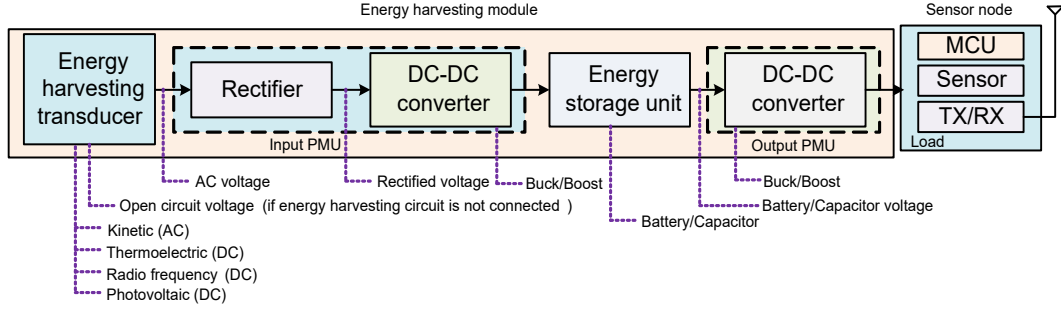 Energy harvesting module
Sensor node
Energy
harvesting
transducer
Rectifier
DC-DC
converter
Energy
storage unit
DC-DC
converter
MCU
Sensor
TX/RX
Input PMU
Output PMU
Load
AC voltage
Rectified voltage
Buck/Boost
Buck/Boost
Open circuit voltage (if energy harvesting circuit is not connected )
Battery/Capacitor voltage
Kinetic (AC)
Battery/Capacitor
Thermoelectric (DC)
Radio frequency (DC)
Photovoltaic (DC)